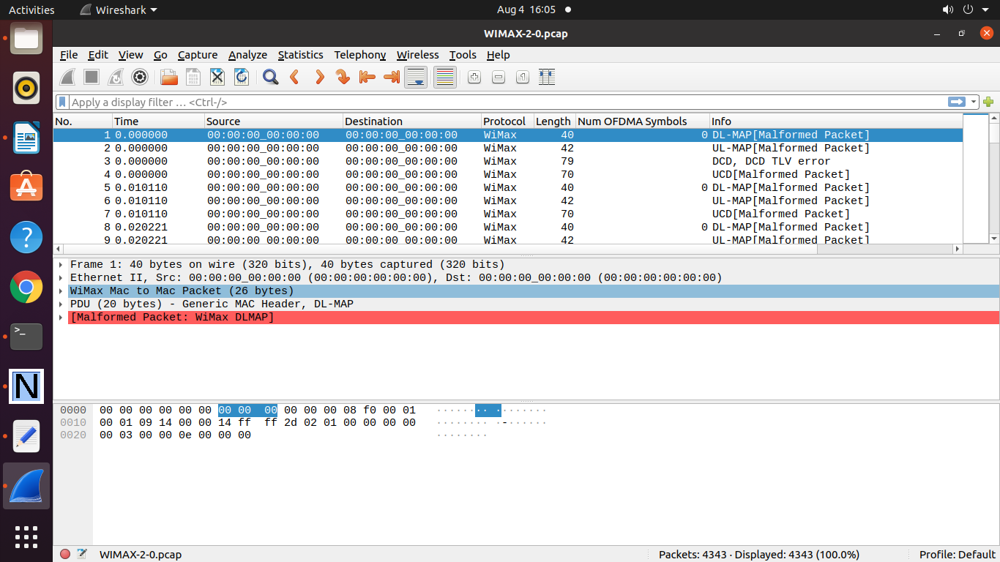 Activities Wireshark Aug 4 16:05
WIMAX-2-0.pcap
File Edit View Go Capture Analyze Statistics Telephony Wireless Tools Help
Apply a display filter … <Ctrl-/>
No. Time Source Destination Protocol Length Num OFDMA Symbols Info
1 0.000000 00:00:00_00:00:00 00:00:00_00:00:00 WiMax 40 0 DL-MAP[Malformed Packet]
2 0.000000 00:00:00_00:00:00 00:00:00_00:00:00 WiMax 42 UL-MAP[Malformed Packet]
3 0.000000 00:00:00_00:00:00 00:00:00_00:00:00 WiMax 79 DCD, DCD TLV error
4 0.000000 00:00:00_00:00:00 00:00:00_00:00:00 WiMax 70 UCD[Malformed Packet]
5 0.010110 00:00:00_00:00:00 00:00:00_00:00:00 WiMax 40 0 DL-MAP[Malformed Packet]
6 0.010110 00:00:00_00:00:00 00:00:00_00:00:00 WiMax 42 UL-MAP[Malformed Packet]
7 0.010110 00:00:00_00:00:00 00:00:00_00:00:00 WiMax 70 UCD[Malformed Packet]
8 0.020221 00:00:00_00:00:00 00:00:00_00:00:00 WiMax 40 0 DL-MAP[Malformed Packet]
9 0.020221 00:00:00_00:00:00 00:00:00_00:00:00 WiMax 42 UL-MAP[Malformed Packet]
Frame 1: 40 bytes on wire (320 bits), 40 bytes captured (320 bits)
Ethernet II, Src: 00:00:00_00:00:00 (00:00:00:00:00:00), Dst: 00:00:00_00:00:00 (00:00:00:00:00:00)
WiMax Mac to Mac Packet (26 bytes)
PDU (20 bytes) - Generic MAC Header, DL-MAP
[Malformed Packet: WiMax DLMAP]
0000 00 00 00 00 00 00 00 00 00 00 00 00 08 f0 00 01 ········ ········
0010 00 01 09 14 00 00 14 ff ff 2d 02 01 00 00 00 00 ········ ·-······
0020 00 03 00 00 0e 00 00 00 ········
WIMAX-2-0.pcap Packets: 4343 · Displayed: 4343 (100.0%) Profile: Default